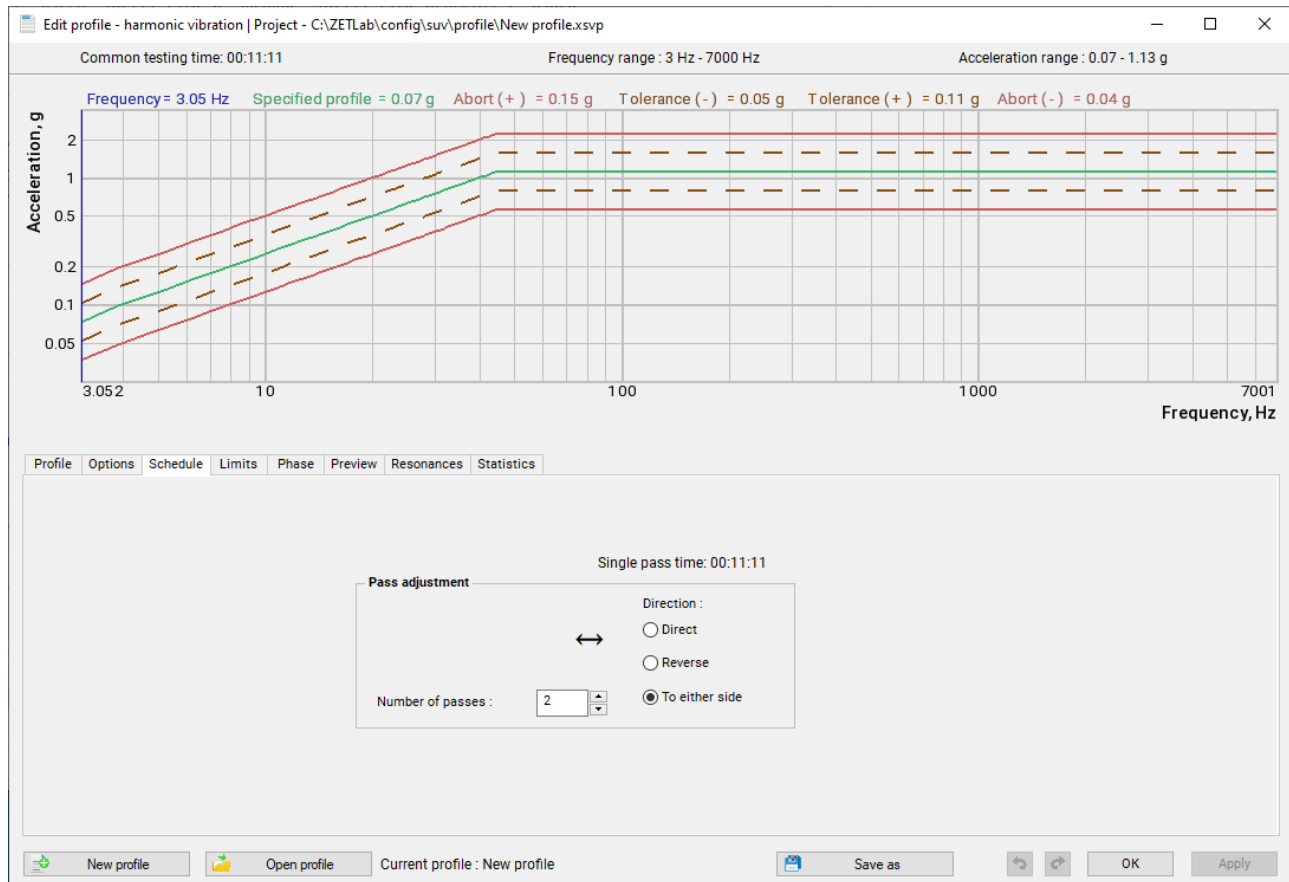 Edit profile - harmonic vibration | Project - C:\ZETLab\config\suv\profile\New profile.xsvp
Common testing time: 00:11:11 Frequency range : 3 Hz - 7000 Hz Acceleration range : 0.07 - 1.13 g
Frequency = 3.05 Hz Specified profile = 0.07 g Abort (+) = 0.15 g Tolerance (-) = 0.05 g Tolerance (+) = 0.11 g Abort (-) = 0.04 g
Acceleration, g
2
1
0.5
0.2
0.1
0.05
3.052 10 100 1000 7001
Frequency, Hz
Profile Options Schedule Limits Phase Preview Resonances Statistics
Single pass time: 00:11:11
Pass adjustment
Direction :
Direct
Reverse
Number of passes : 2 To either side
New profile Open profile Current profile : New profile Save as OK Apply